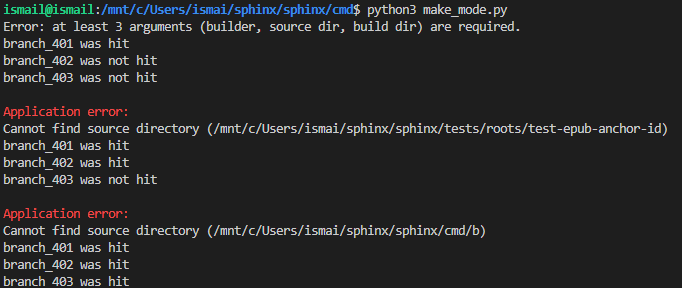 ismail@ismail:/mnt/c/Users/ismai/sphinx/sphinx/cmd$ python3 make_mode.py
Error: at least 3 arguments (builder, source dir, build dir) are required.
branch_401 was hit
branch_402 was not hit
branch_403 was not hit
Application error:
Cannot find source directory (/mnt/c/Users/ismai/sphinx/sphinx/tests/roots/test-epub-anchor-id)
branch_401 was hit
branch_402 was hit
branch_403 was not hit
Application error:
Cannot find source directory (/mnt/c/Users/ismai/sphinx/sphinx/cmd/b)
branch_401 was hit
branch_402 was hit
branch_403 was hit